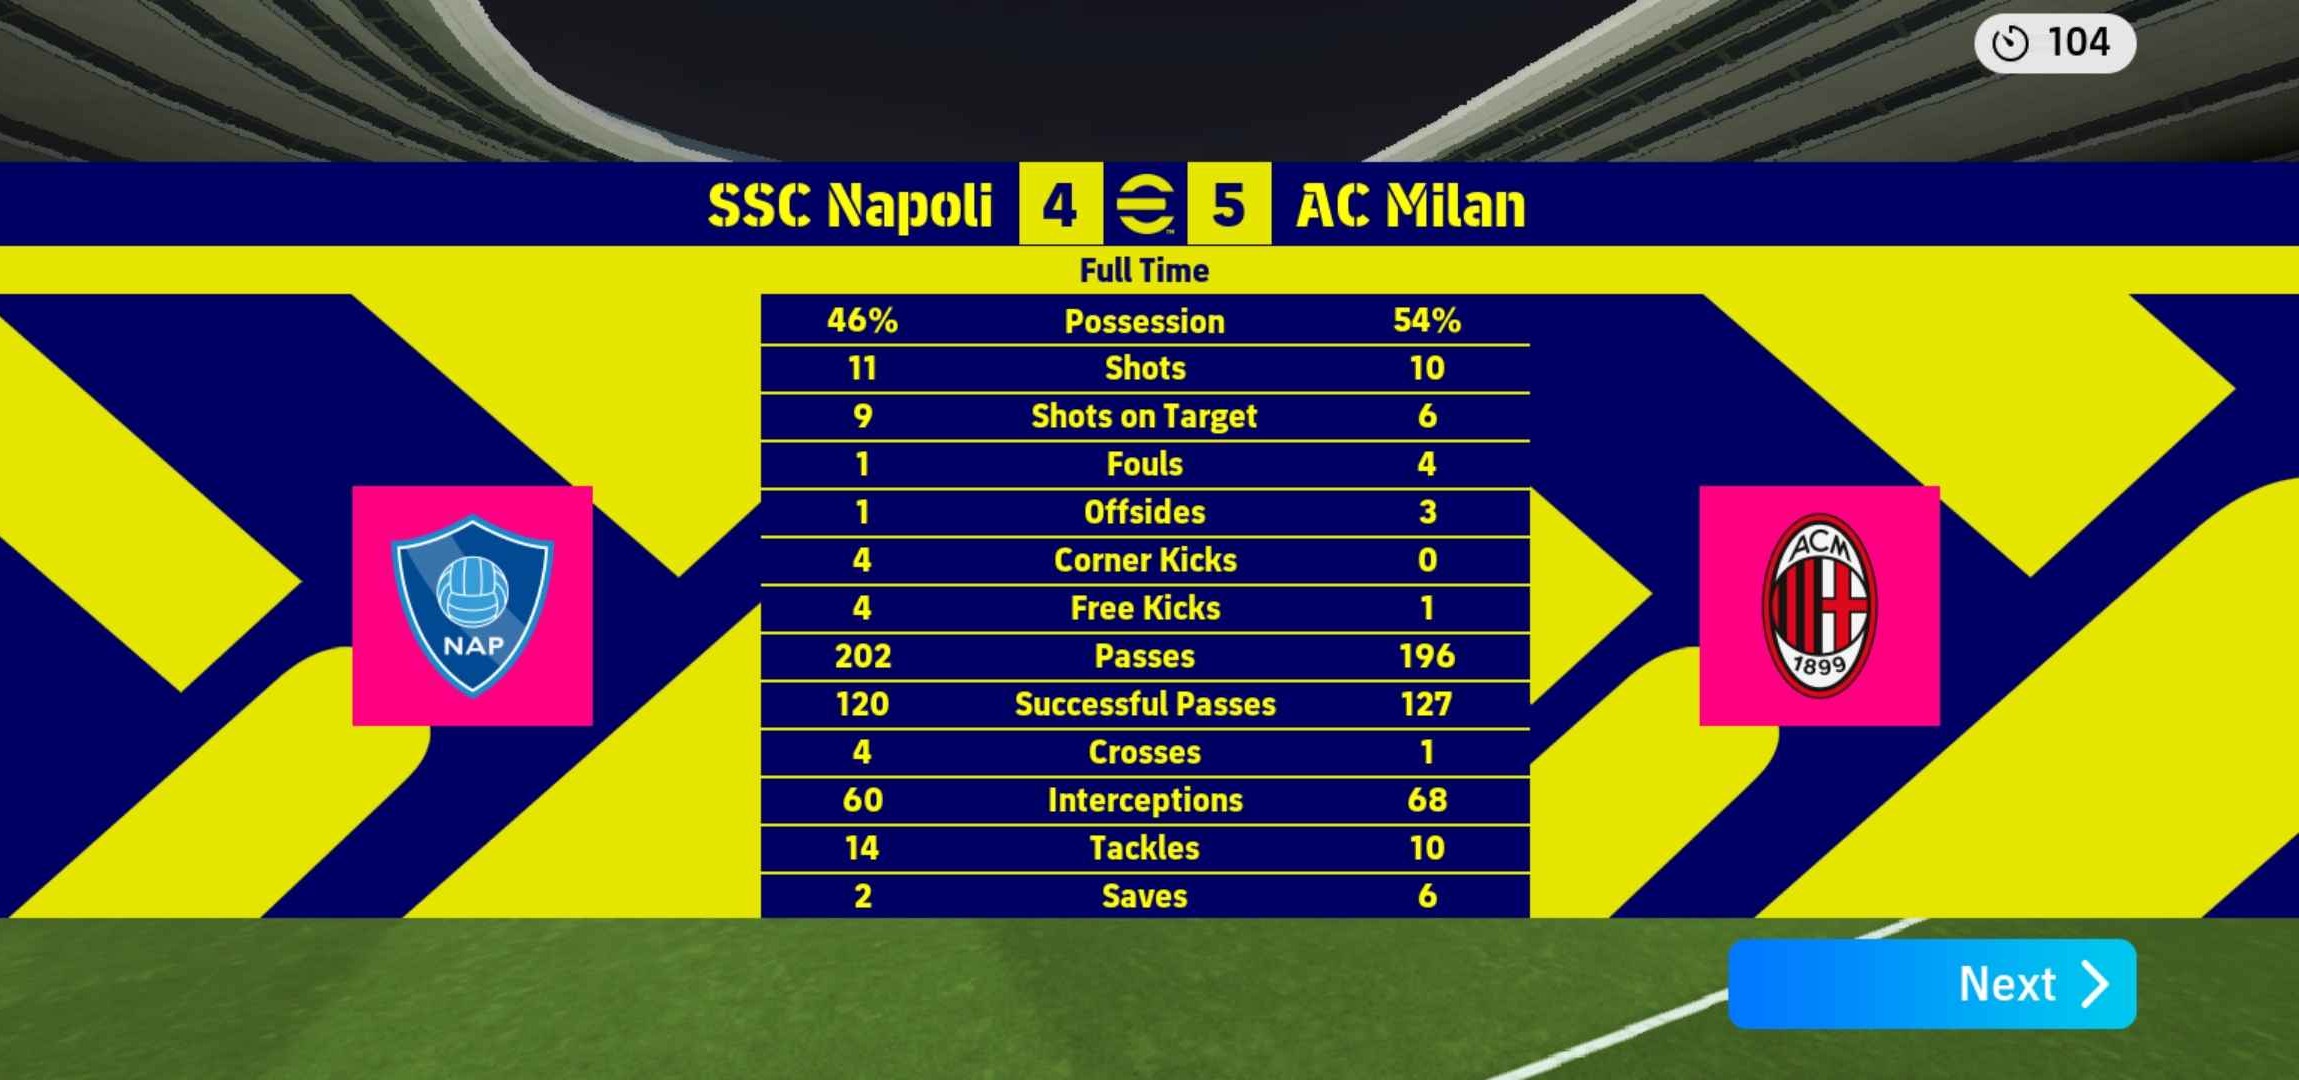 104
SSC Napoli 4 5 AC Milan
Full Time
46% Possession 54%
11 Shots 10
9 Shots on Target 6
1 Fouls 4
1 Offsides 3
4 Corner Kicks 0
4 Free Kicks 1
202 Passes 196
120 Successful Passes 127
4 Crosses 1
60 Interceptions 68
14 Tackles 10
2 Saves 6
NAP
ACM
1899
Next